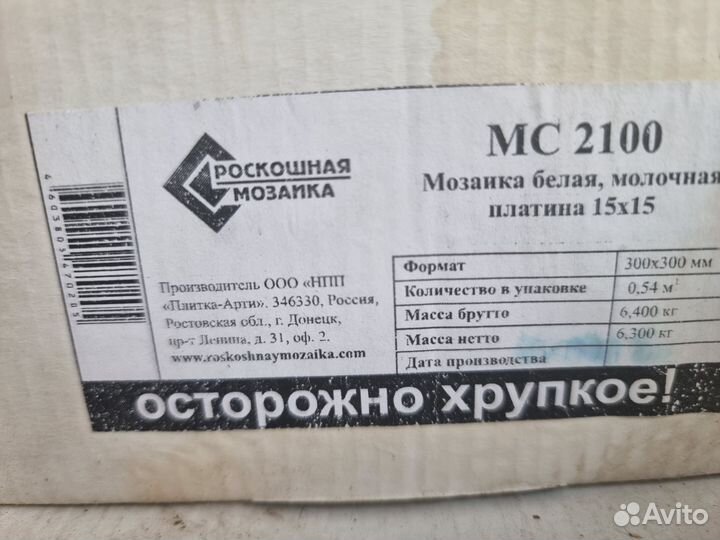 РОСКОШНАЯ
МОЗАИКА
Производитель ООО «НПП
«Плитка-Арти». 346330, Россия,
Ростовская обл., г. Донецк,
пр-т Ленина, д. 31, оф. 2.
www.roskoshnaymozaika.com
МС 2100
Мозаика белая, молочная
платина 15х15
Формат 300х300 мм
Количество в упаковке 0,54 м²
Масса брутто 6,400 кг
Масса нетто 6,300 кг
Дата производства
осторожно хрупкое!
Avito